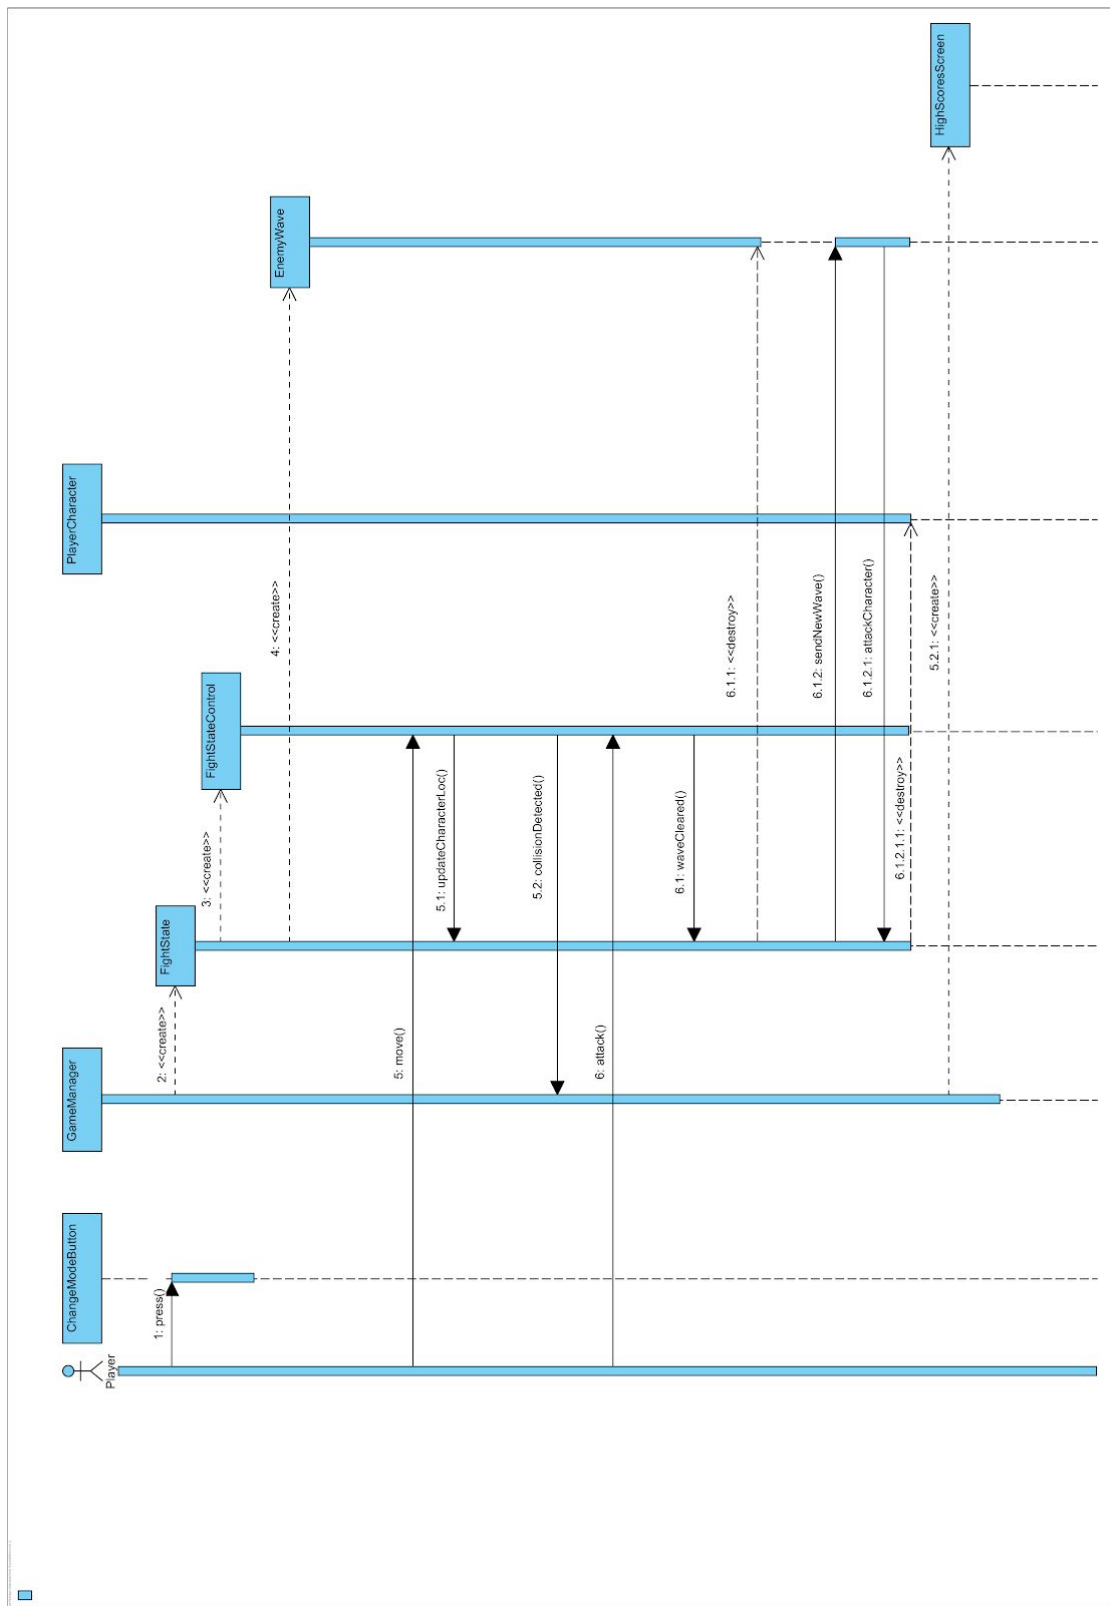 Player
ChangeModeButton
GameManager
FightState
FightStateControl
PlayerCharacter
EnemyWave
HighScoresScreen
1: press()
2: <<create>>
3: <<create>>
4: <<create>>
5: move()
5.1: updateCharacterLoc()
5.2: collisionDetected()
6: attack()
6.1: waveCleared()
6.1.1: <<destroy>>
6.1.2: sendNewWave()
6.1.2.1: attackCharacter()
6.1.2.1.1: <<destroy>>
5.2.1: <<create>>